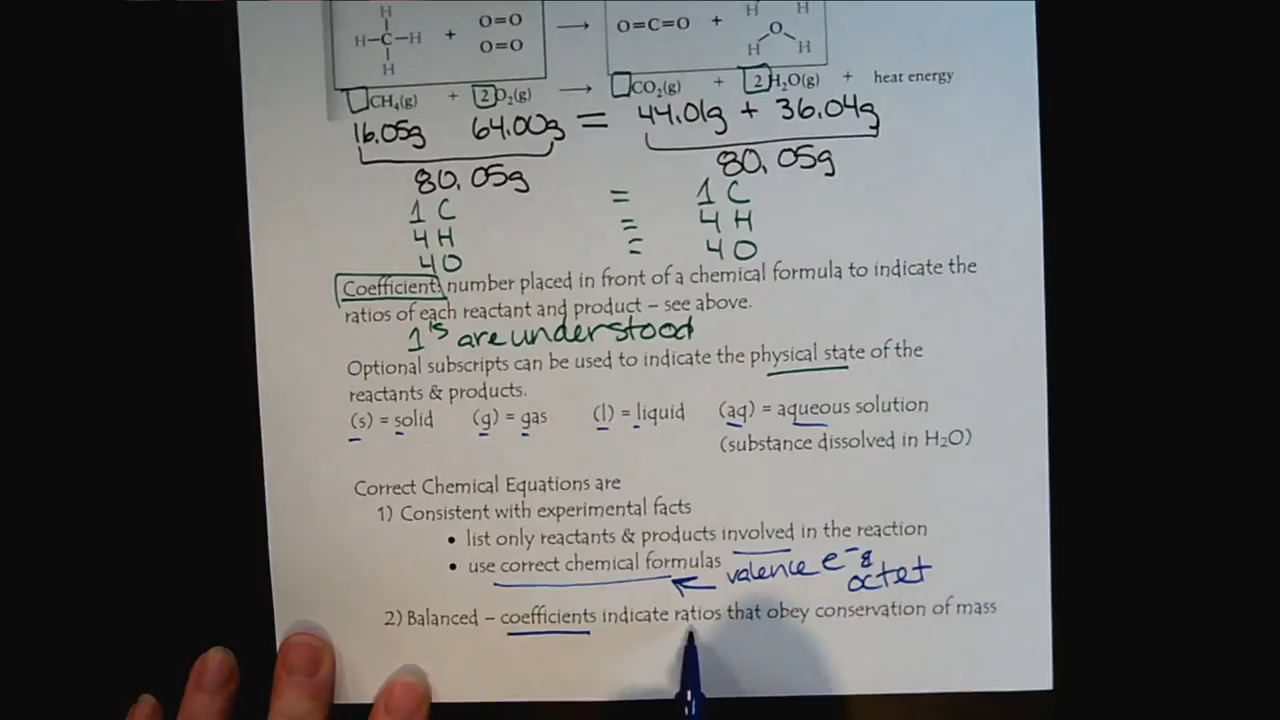 H
H–C–H + O=O → O=C=O + H O H
O=O H H
H
CH₄(g) + 2 O₂(g) → CO₂(g) + 2 H₂O(g) + heat energy
16.05g 64.00g = 44.01g + 36.04g
80.05g 80.05g
1 C = 1 C
4 H = 4 H
4 O = 4 O
Coefficient: number placed in front of a chemical formula to indicate the
ratios of each reactant and product – see above.
1's are understood
Optional subscripts can be used to indicate the physical state of the
reactants & products.
(s) = solid (g) = gas (l) = liquid (aq) = aqueous solution
(substance dissolved in H₂O)
Correct Chemical Equations are
1) Consistent with experimental facts
• list only reactants & products involved in the reaction
• use correct chemical formulas ← valence e⁻ &
octet
2) Balanced – coefficients indicate ratios that obey conservation of mass